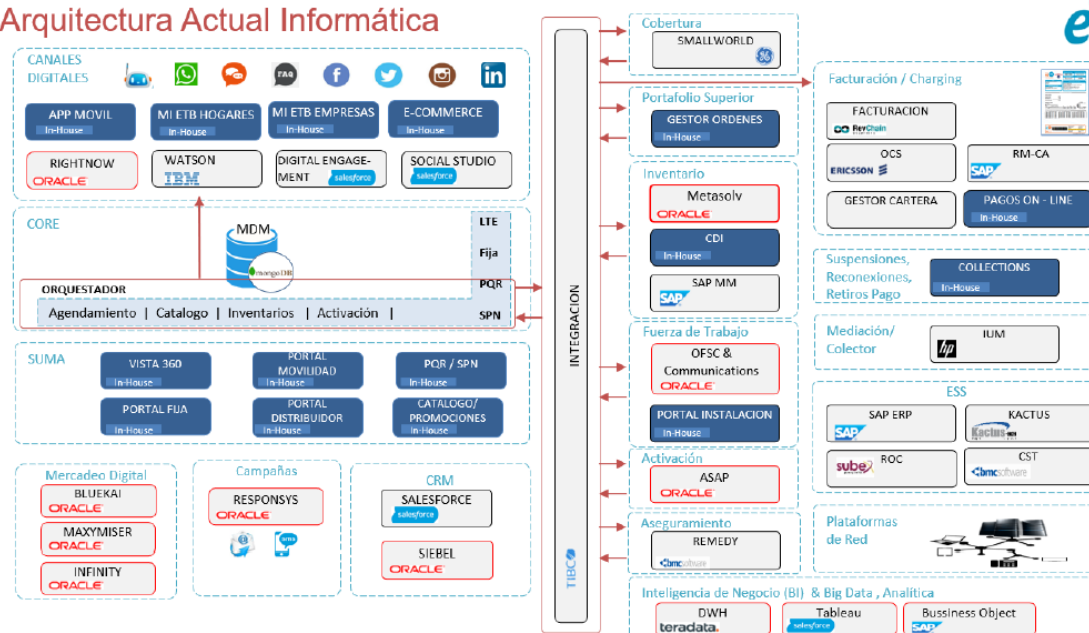 Arquitectura Actual Informática
e
CANALES
DIGITALES
FAQ
APP MOVIL
In-House
MI ETB HOGARES
In-House
MI ETB EMPRESAS
In-House
E-COMMERCE
In-House
RIGHTNOW
ORACLE
WATSON
IBM
DIGITAL ENGAGE-
MENT
salesforce
SOCIAL STUDIO
salesforce
CORE
MDM
mongoDB
LTE
Fija
PQR
SPN
ORQUESTADOR
Agendamiento | Catalogo | Inventarios | Activación |
SUMA
VISTA 360
In-House
PORTAL
MOVILIDAD
In-House
PQR / SPN
In-House
PORTAL FIJA
In-House
PORTAL
DISTRIBUIDOR
In-House
CATALOGO/
PROMOCIONES
In-House
Mercadeo Digital
BLUEKAI
ORACLE
MAXYMISER
ORACLE
INFINITY
ORACLE
Campañas
RESPONSYS
ORACLE
CRM
SALESFORCE
salesforce
SIEBEL
ORACLE
INTEGRACION
TIBCO
Cobertura
SMALLWORLD
Portafolio Superior
GESTOR ORDENES
In-House
Inventario
Metasolv
ORACLE
CDI
In-House
SAP MM
SAP
Fuerza de Trabajo
OFSC &
Communications
ORACLE
PORTAL INSTALACION
In-House
Activación
ASAP
ORACLE
Aseguramiento
REMEDY
bmcsoftware
Facturación / Charging
FACTURACION
RevChain
OCS
ERICSSON
RM-CA
SAP
GESTOR CARTERA
PAGOS ON - LINE
In-House
Suspensiones,
Reconexiones,
Retiros Pago
COLLECTIONS
In-House
Mediación/
Colector
IUM
hp
ESS
SAP ERP
SAP
KACTUS
Kactus
ROC
sube
CST
bmcsoftware
Plataformas
de Red
Inteligencia de Negocio (BI) & Big Data , Analítica
DWH
teradata.
Tableau
salesforce
Bussiness Object
SAP